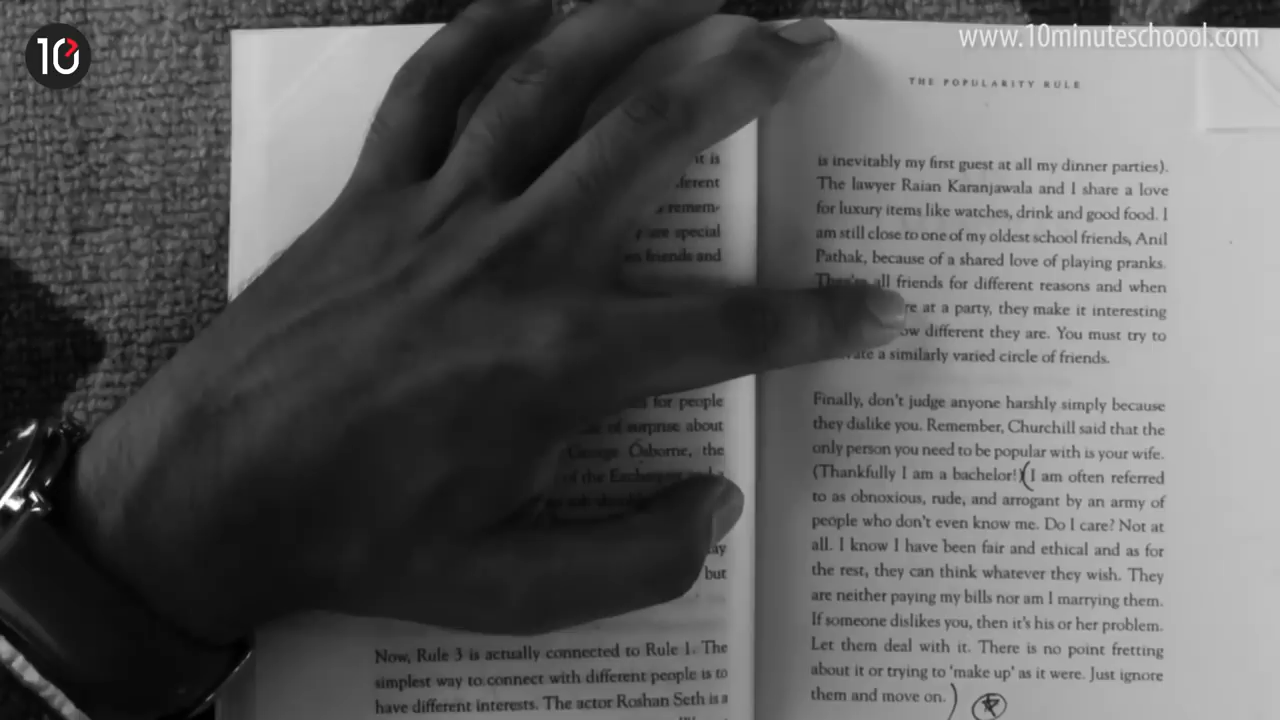 10
www.10minuteschoool.com
it is
remem-
are special
friends and
for people
of surprise about
George Osborne, the
of the
but
Now, Rule 3 is actually connected to Rule 1. The
simplest way to connect with different people is to
have different interests. The actor Roshan Seth is a
THE POPULARITY RULE
is inevitably my first guest at all my dinner parties).
The lawyer Raian Karanjawala and I share a love
for luxury items like watches, drink and good food. I
am still close to one of my oldest school friends, Anil
Pathak, because of a shared love of playing pranks.
They're all friends for different reasons and when
at a party, they make it interesting
different they are. You must try to
a similarly varied circle of friends.
Finally, don't judge anyone harshly simply because
they dislike you. Remember, Churchill said that the
only person you need to be popular with is your wife.
(Thankfully I am a bachelor!) (I am often referred
to as obnoxious, rude, and arrogant by an army of
people who don't even know me. Do I care? Not at
all. I know I have been fair and ethical and as for
the rest, they can think whatever they wish. They
are neither paying my bills nor am I marrying them.
If someone dislikes you, then it's his or her problem.
Let them deal with it. There is no point fretting
about it or trying to 'make up' as it were. Just ignore
them and move on. )